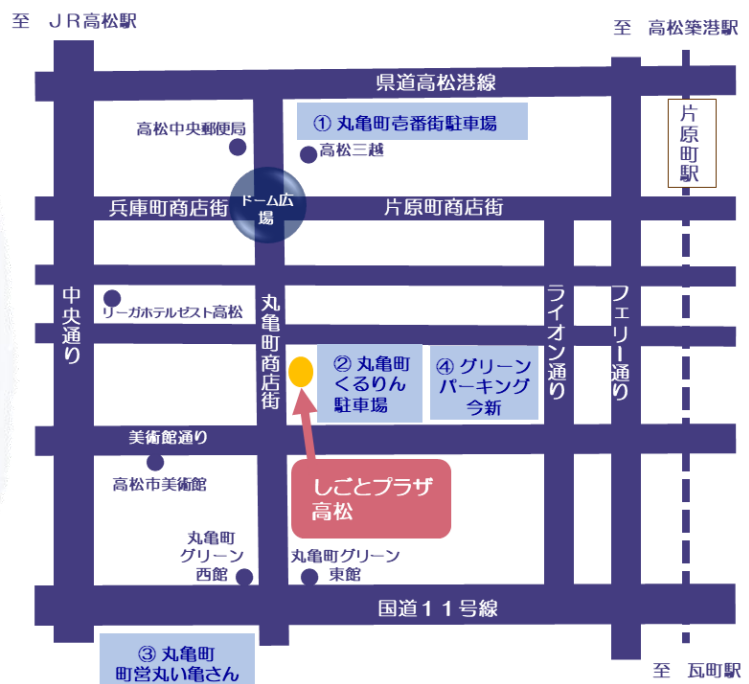 至 JR高松駅
至 高松築港駅
県道高松港線
① 丸亀町壱番街駐車場
片原町駅
高松中央郵便局
高松三越
兵庫町商店街
ドーム広
場
片原町商店街
中央通り
リーガホテルゼスト高松
丸亀町商店街
ライオン通り
フェリー通り
② 丸亀町
くるりん
駐車場
④ グリーン
パーキング
今新
美術館通り
高松市美術館
しごとプラザ
高松
丸亀町
グリーン
西館
丸亀町グリーン
東館
国道11号線
③ 丸亀町
町営丸い亀さん
至 瓦町駅